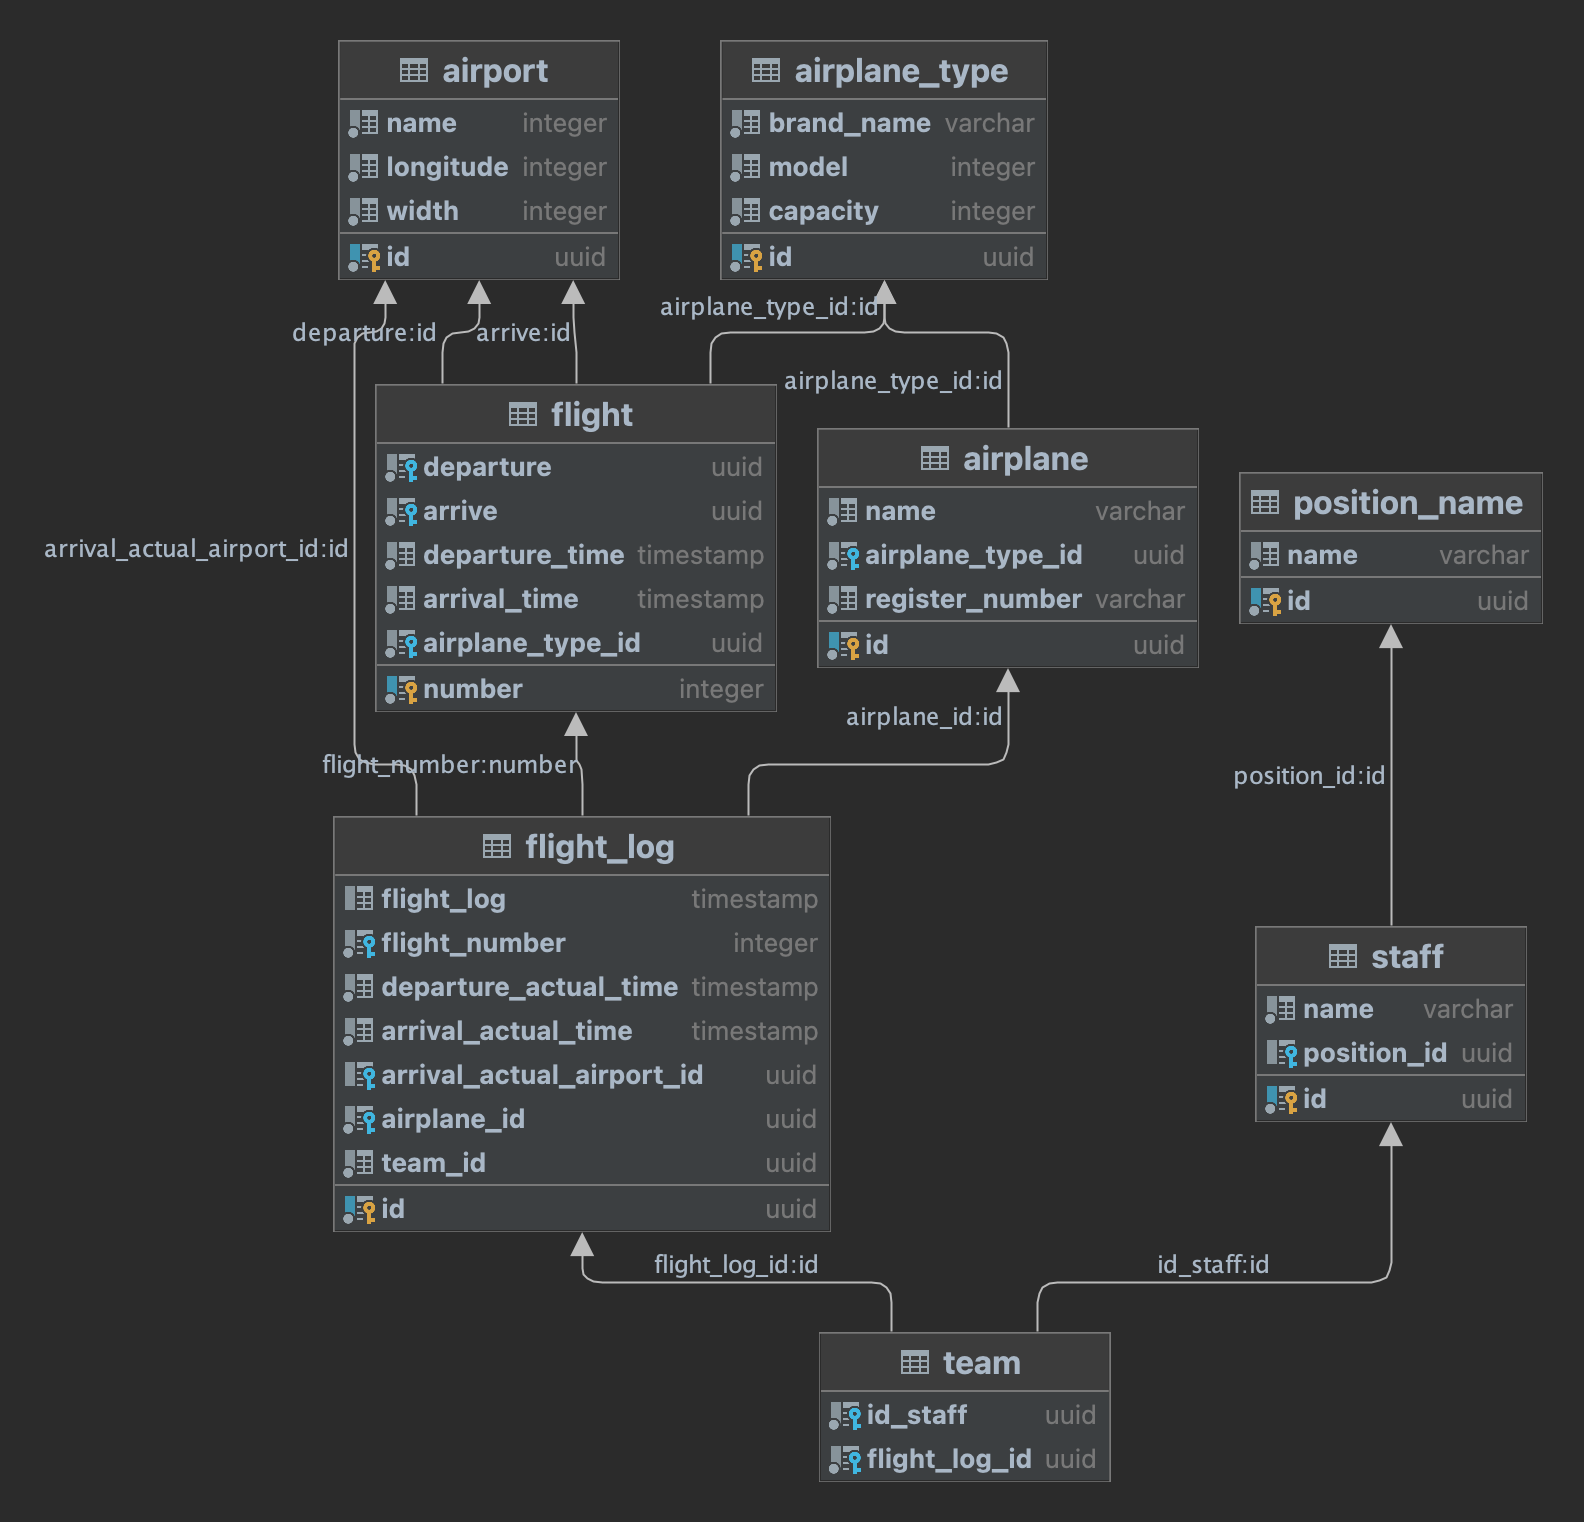 airport
name integer
longitude integer
width integer
id uuid
airplane_type
brand_name varchar
model integer
capacity integer
id uuid
departure:id
arrive:id
airplane_type_id:id
airplane_type_id:id
flight
departure uuid
arrive uuid
departure_time timestamp
arrival_time timestamp
airplane_type_id uuid
number integer
airplane
name varchar
airplane_type_id uuid
register_number varchar
id uuid
position_name
name varchar
id uuid
arrival_actual_airport_id:id
flight_number:number
airplane_id:id
position_id:id
flight_log
flight_log timestamp
flight_number integer
departure_actual_time timestamp
arrival_actual_time timestamp
arrival_actual_airport_id uuid
airplane_id uuid
team_id uuid
id uuid
staff
name varchar
position_id uuid
id uuid
flight_log_id:id
id_staff:id
team
id_staff uuid
flight_log_id uuid